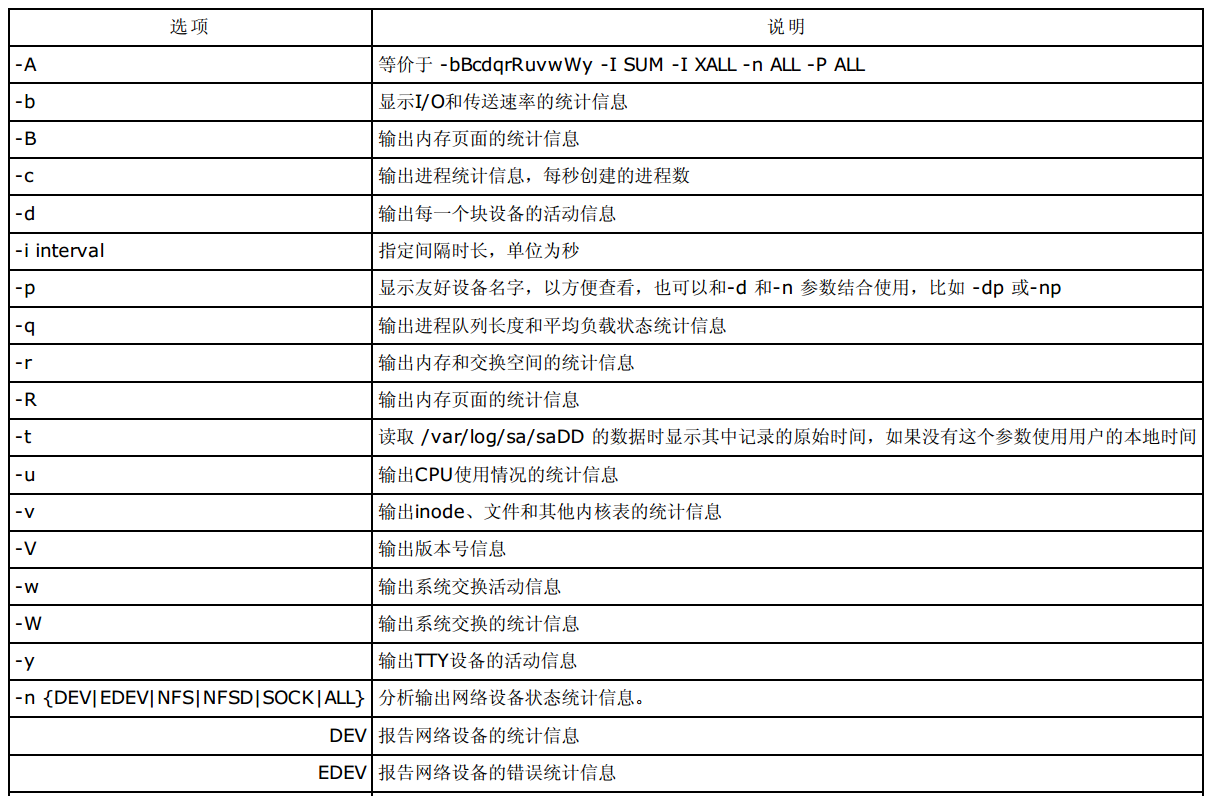 选项 说明
-A 等价于 -bBcdqrRuvwWy -I SUM -I XALL -n ALL -P ALL
-b 显示I/O和传送速率的统计信息
-B 输出内存页面的统计信息
-c 输出进程统计信息，每秒创建的进程数
-d 输出每一个块设备的活动信息
-i interval 指定间隔时长，单位为秒
-p 显示友好设备名字，以方便查看，也可以和-d 和-n 参数结合使用，比如 -dp 或-np
-q 输出进程队列长度和平均负载状态统计信息
-r 输出内存和交换空间的统计信息
-R 输出内存页面的统计信息
-t 读取 /var/log/sa/saDD 的数据时显示其中记录的原始时间，如果没有这个参数使用用户的本地时间
-u 输出CPU使用情况的统计信息
-v 输出inode、文件和其他内核表的统计信息
-V 输出版本号信息
-w 输出系统交换活动信息
-W 输出系统交换的统计信息
-y 输出TTY设备的活动信息
-n {DEV|EDEV|NFS|NFSD|SOCK|ALL} 分析输出网络设备状态统计信息。
DEV 报告网络设备的统计信息
EDEV 报告网络设备的错误统计信息